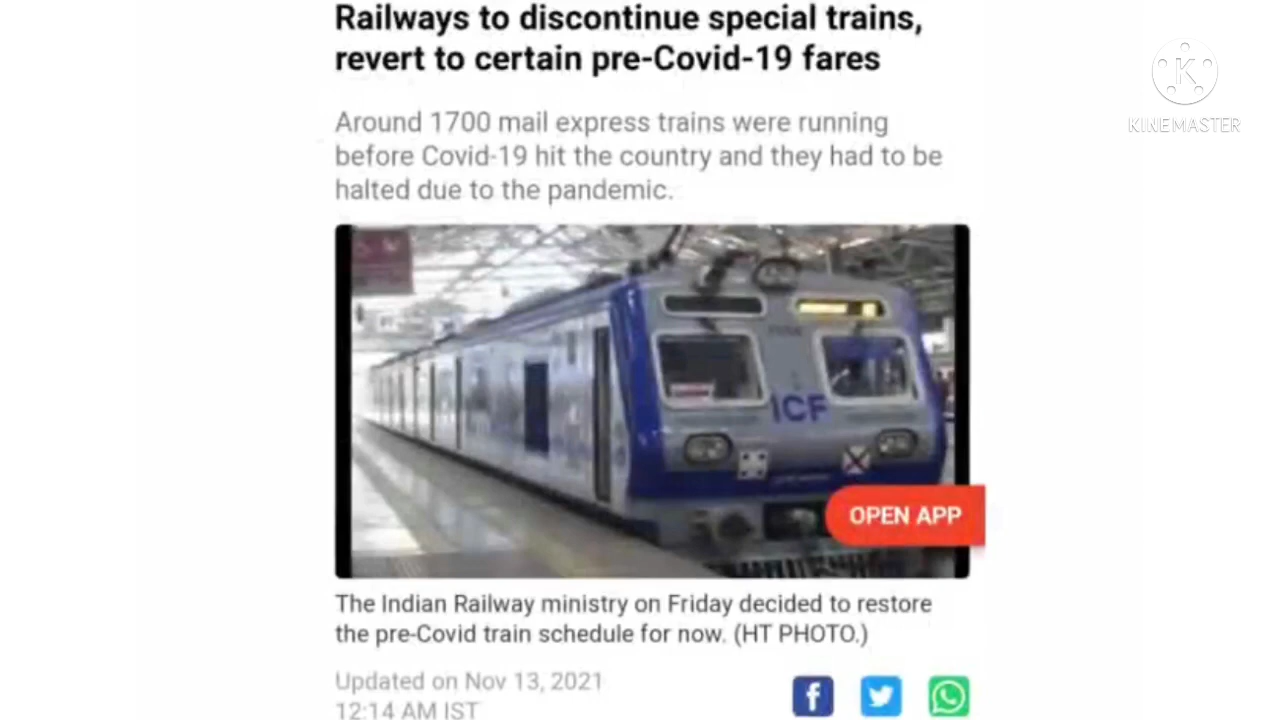 Railways to discontinue special trains,
revert to certain pre-Covid-19 fares
KINEMASTER
Around 1700 mail express trains were running
before Covid-19 hit the country and they had to be
halted due to the pandemic.
ICF
OPEN APP
The Indian Railway ministry on Friday decided to restore
the pre-Covid train schedule for now. (HT PHOTO.)
Updated on Nov 13, 2021
12:14 AM IST